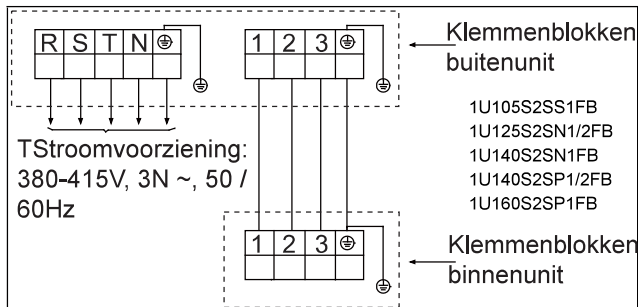 R S T N
1 2 3
Klemmenblokken
buitenunit
1U105S2SS1FB
1U125S2SN1/2FB
1U140S2SN1FB
1U140S2SP1/2FB
1U160S2SP1FB
TStroomvoorziening:
380-415V, 3N ~, 50 /
60Hz
1 2 3
Klemmenblokken
binnenunit